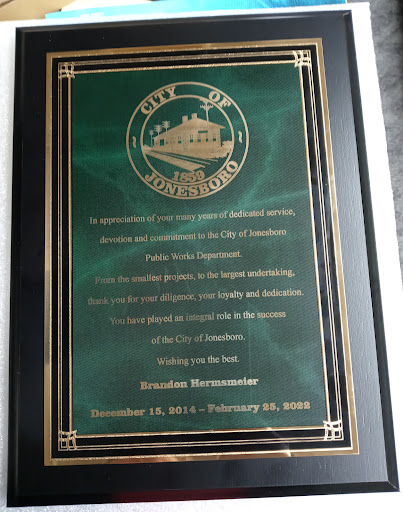 CITY OF
1859
JONESBORO
In appreciation of your many years of dedicated service,
devotion and commitment to the City of Jonesboro
Public Works Department.
From the smallest projects, to the largest undertaking,
thank you for your diligence, your loyalty and dedication.
You have played an integral role in the success
of the City of Jonesboro.
Wishing you the best.
Brandon Hermsmeier
December 15, 2014 – February 25, 2022